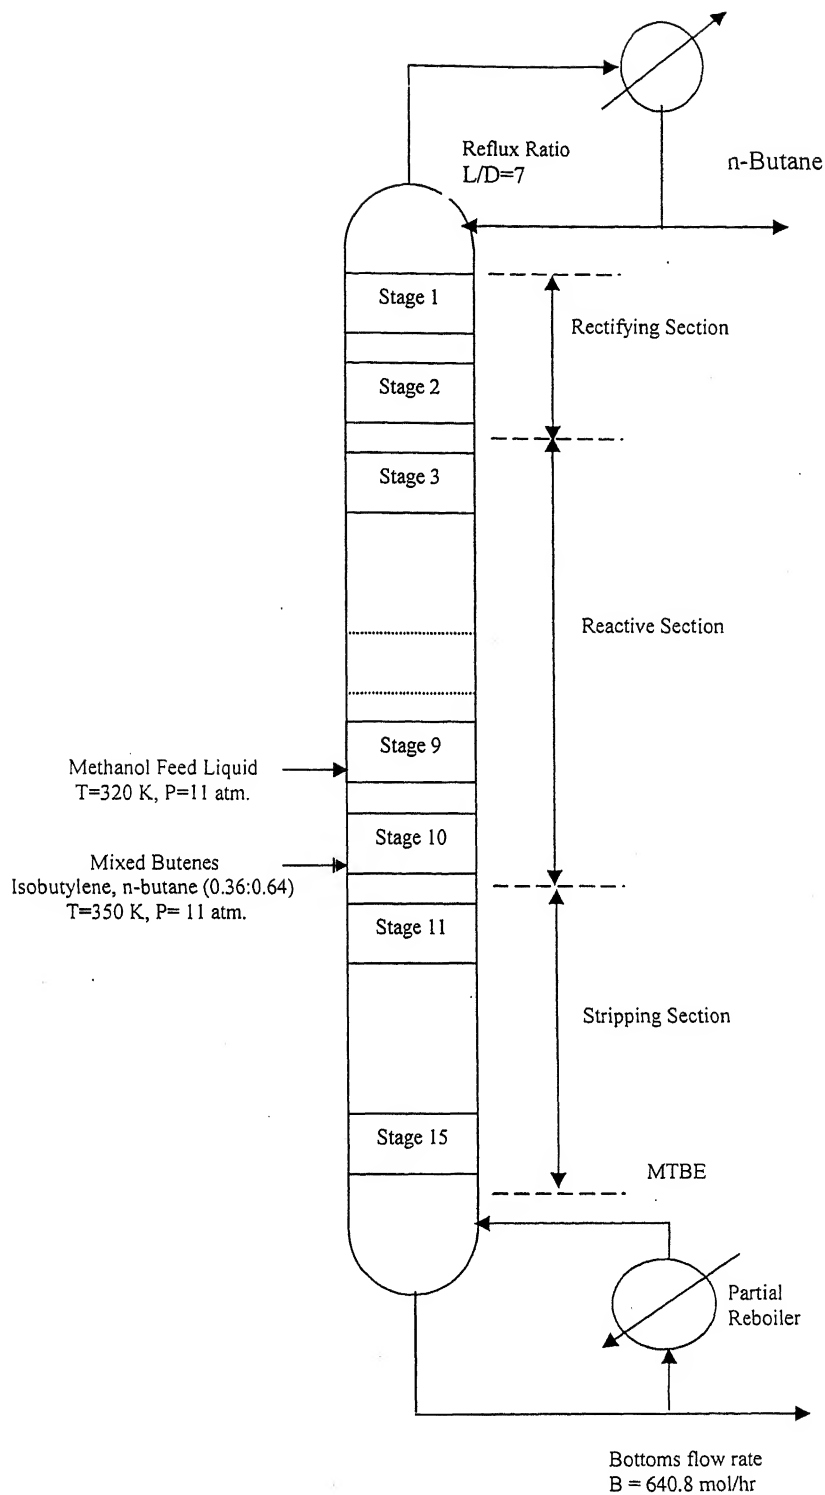 Reflux Ratio
L/D=7
n-Butane
Stage 1
Rectifying Section
Stage 2
Stage 3
Reactive Section
Stage 9
Methanol Feed Liquid
T=320 K, P=11 atm.
Stage 10
Mixed Butenes
Isobutylene, n-butane (0.36:0.64)
T=350 K, P= 11 atm.
Stage 11
Stripping Section
Stage 15
MTBE
Partial
Reboiler
Bottoms flow rate
B = 640.8 mol/hr